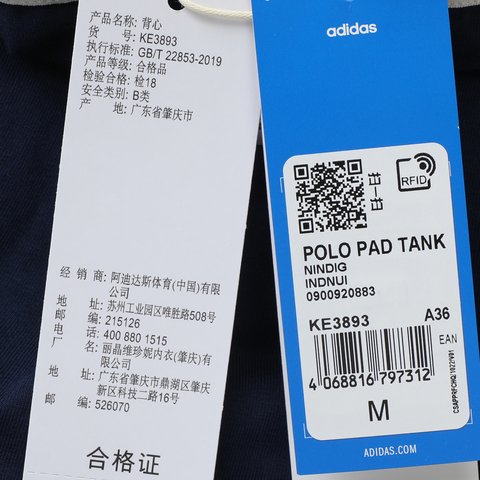 产品名称: 背心
货 号: KE3893
执行标准: GB/T 22853-2019
产品等级: 合格品
检验合格: 检18
安全类别: B类
产 地: 广东省肇庆市
经 销 商: 阿迪达斯体育(中国)有限
公司
地 址: 苏州工业园区唯胜路508号
邮 编: 215126
电 话: 400 880 1515
厂 名: 丽晶维珍妮内衣(肇庆)有
限公司
地 址: 广东省肇庆市鼎湖区肇庆
新区科技二路16号
邮 编: 526070
合格证
adidas
RFID
POLO PAD TANK
NINDIG
INDNUI
0900920883
KE3893 A36
EAN
4 068816 797312
M
ADIDAS.COM